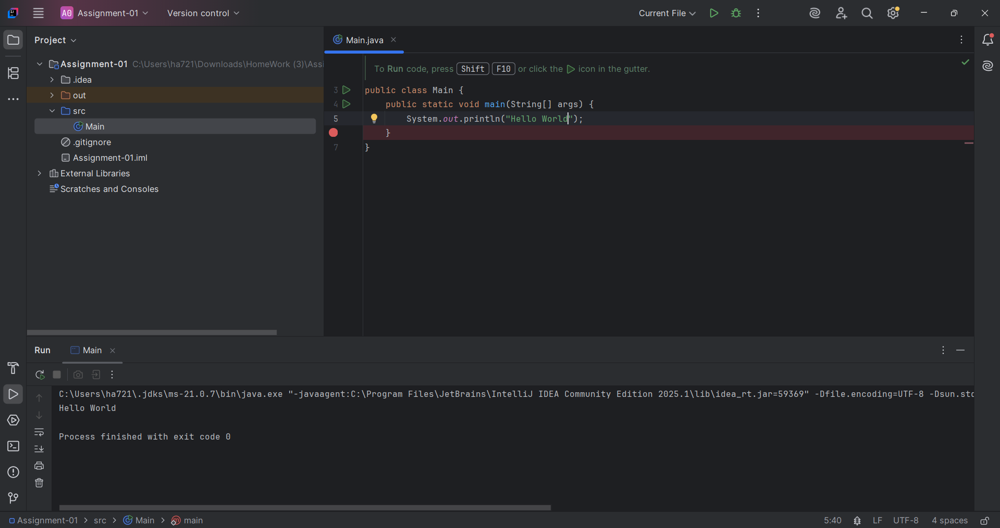 A0 Assignment-01 Version control Current File
Project
Main.java
Assignment-01 C:\Users\ha721\Downloads\HomeWork (3)\Assi
.idea
out
src
Main
.gitignore
Assignment-01.iml
External Libraries
Scratches and Consoles
To Run code, press Shift F10 or click the icon in the gutter.
3 public class Main {
4 public static void main(String[] args) {
5 System.out.println("Hello World");
}
7 }
Run Main
C:\Users\ha721\.jdks\ms-21.0.7\bin\java.exe "-javaagent:C:\Program Files\JetBrains\IntelliJ IDEA Community Edition 2025.1\lib\idea_rt.jar=59369" -Dfile.encoding=UTF-8 -Dsun.stc
Hello World
Process finished with exit code 0
Assignment-01 > src > Main > main 5:40 LF UTF-8 4 spaces